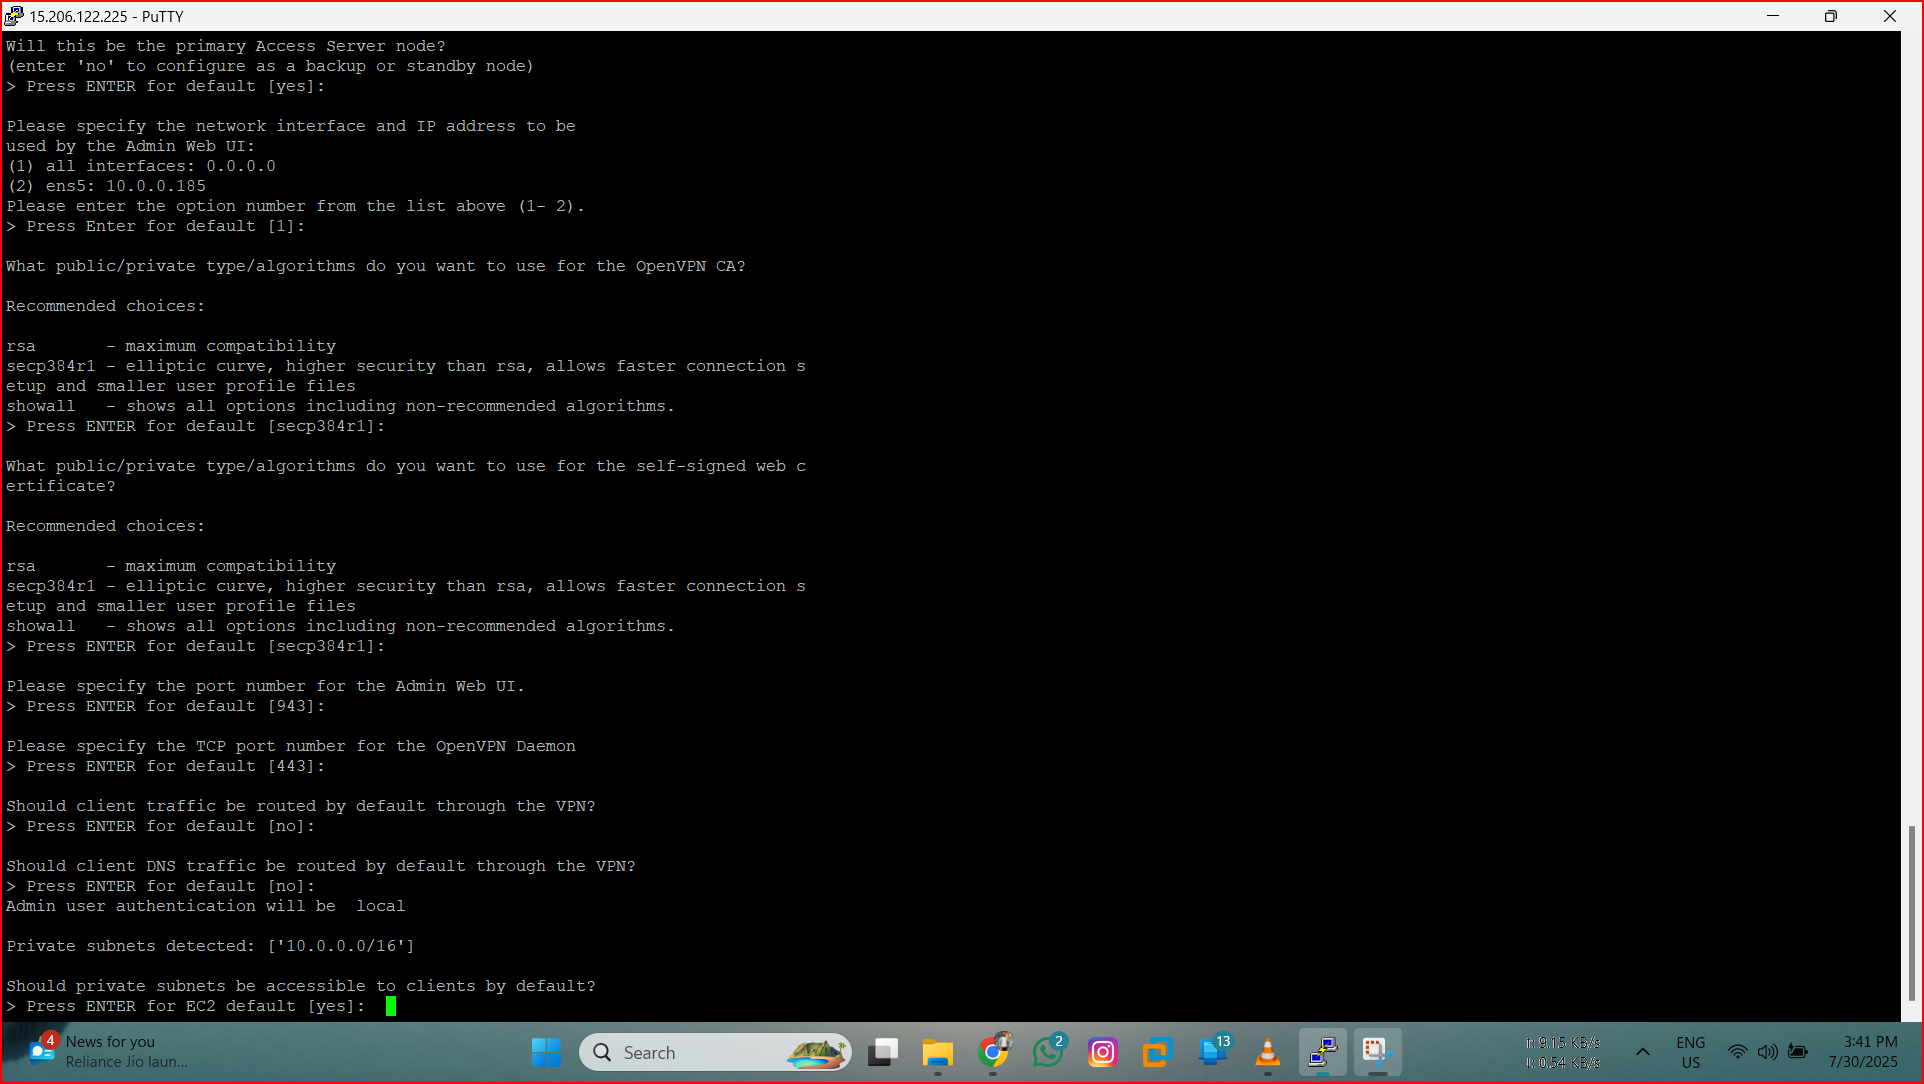 15.206.122.225 - PuTTY
Will this be the primary Access Server node?
(enter 'no' to configure as a backup or standby node)
> Press ENTER for default [yes]:
Please specify the network interface and IP address to be
used by the Admin Web UI:
(1) all interfaces: 0.0.0.0
(2) ens5: 10.0.0.185
Please enter the option number from the list above (1- 2).
> Press Enter for default [1]:
What public/private type/algorithms do you want to use for the OpenVPN CA?
Recommended choices:
rsa       - maximum compatibility
secp384r1 - elliptic curve, higher security than rsa, allows faster connection s
etup and smaller user profile files
showall   - shows all options including non-recommended algorithms.
> Press ENTER for default [secp384r1]:
What public/private type/algorithms do you want to use for the self-signed web c
ertificate?
Recommended choices:
rsa       - maximum compatibility
secp384r1 - elliptic curve, higher security than rsa, allows faster connection s
etup and smaller user profile files
showall   - shows all options including non-recommended algorithms.
> Press ENTER for default [secp384r1]:
Please specify the port number for the Admin Web UI.
> Press ENTER for default [943]:
Please specify the TCP port number for the OpenVPN Daemon
> Press ENTER for default [443]:
Should client traffic be routed by default through the VPN?
> Press ENTER for default [no]:
Should client DNS traffic be routed by default through the VPN?
> Press ENTER for default [no]:
Admin user authentication will be  local
Private subnets detected: ['10.0.0.0/16']
Should private subnets be accessible to clients by default?
> Press ENTER for EC2 default [yes]:
4
News for you
Reliance Jio laun...
Search
2
13
9.15 KB/s
0.54 KB/s
ENG
US
3:41 PM
7/30/2025